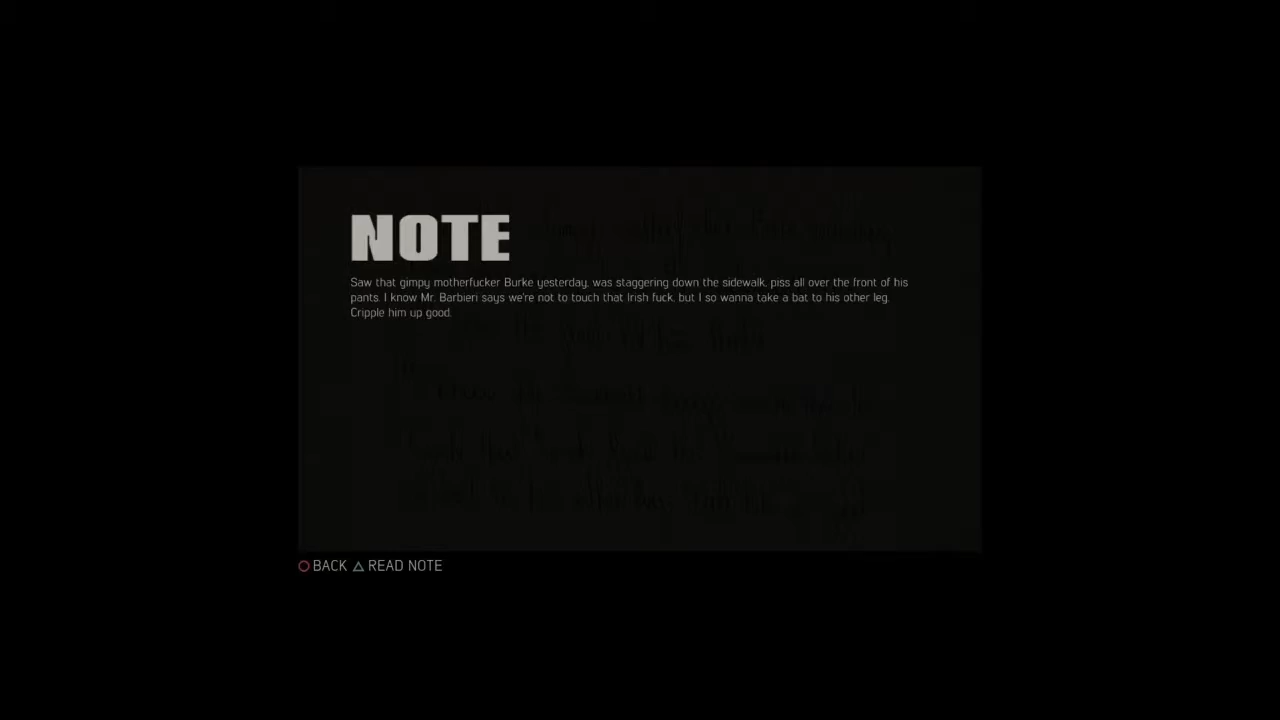 NOTE
Saw that gimpy motherfucker Burke yesterday, was staggering down the sidewalk, piss all over the front of his
pants. I know Mr. Barbieri says we're not to touch that Irish fuck, but I so wanna take a bat to his other leg.
Cripple him up good.
BACK READ NOTE